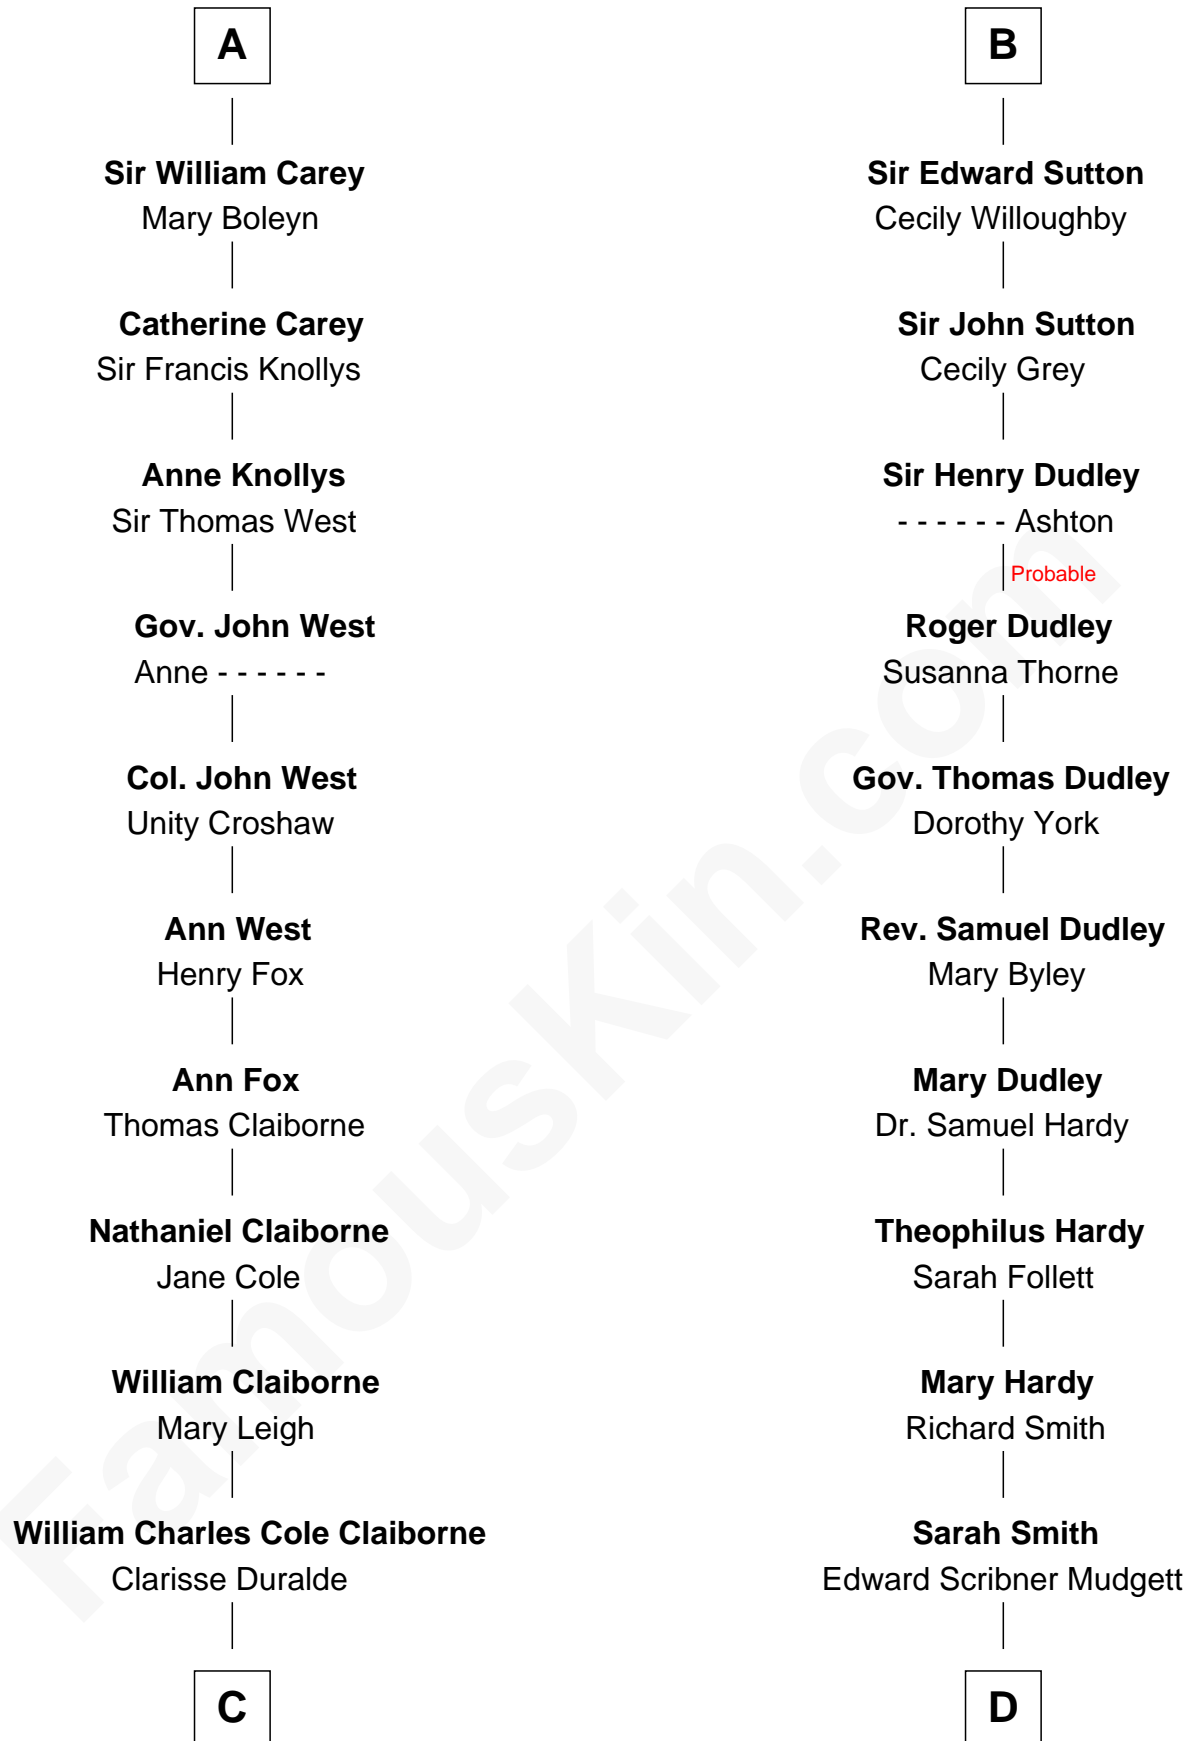 A
Sir William Carey
Mary Boleyn
Catherine Carey
Sir Francis Knollys
Anne Knollys
Sir Thomas West
Gov. John West
Anne - - - - - -
Col. John West
Unity Croshaw
Ann West
Henry Fox
Ann Fox
Thomas Claiborne
Nathaniel Claiborne
Jane Cole
William Claiborne
Mary Leigh
William Charles Cole Claiborne
Clarisse Duralde
C
B
Sir Edward Sutton
Cecily Willoughby
Sir John Sutton
Cecily Grey
Sir Henry Dudley
- - - - - - Ashton
Probable
Roger Dudley
Susanna Thorne
Gov. Thomas Dudley
Dorothy York
Rev. Samuel Dudley
Mary Byley
Mary Dudley
Dr. Samuel Hardy
Theophilus Hardy
Sarah Follett
Mary Hardy
Richard Smith
Sarah Smith
Edward Scribner Mudgett
D
FamousKin.com